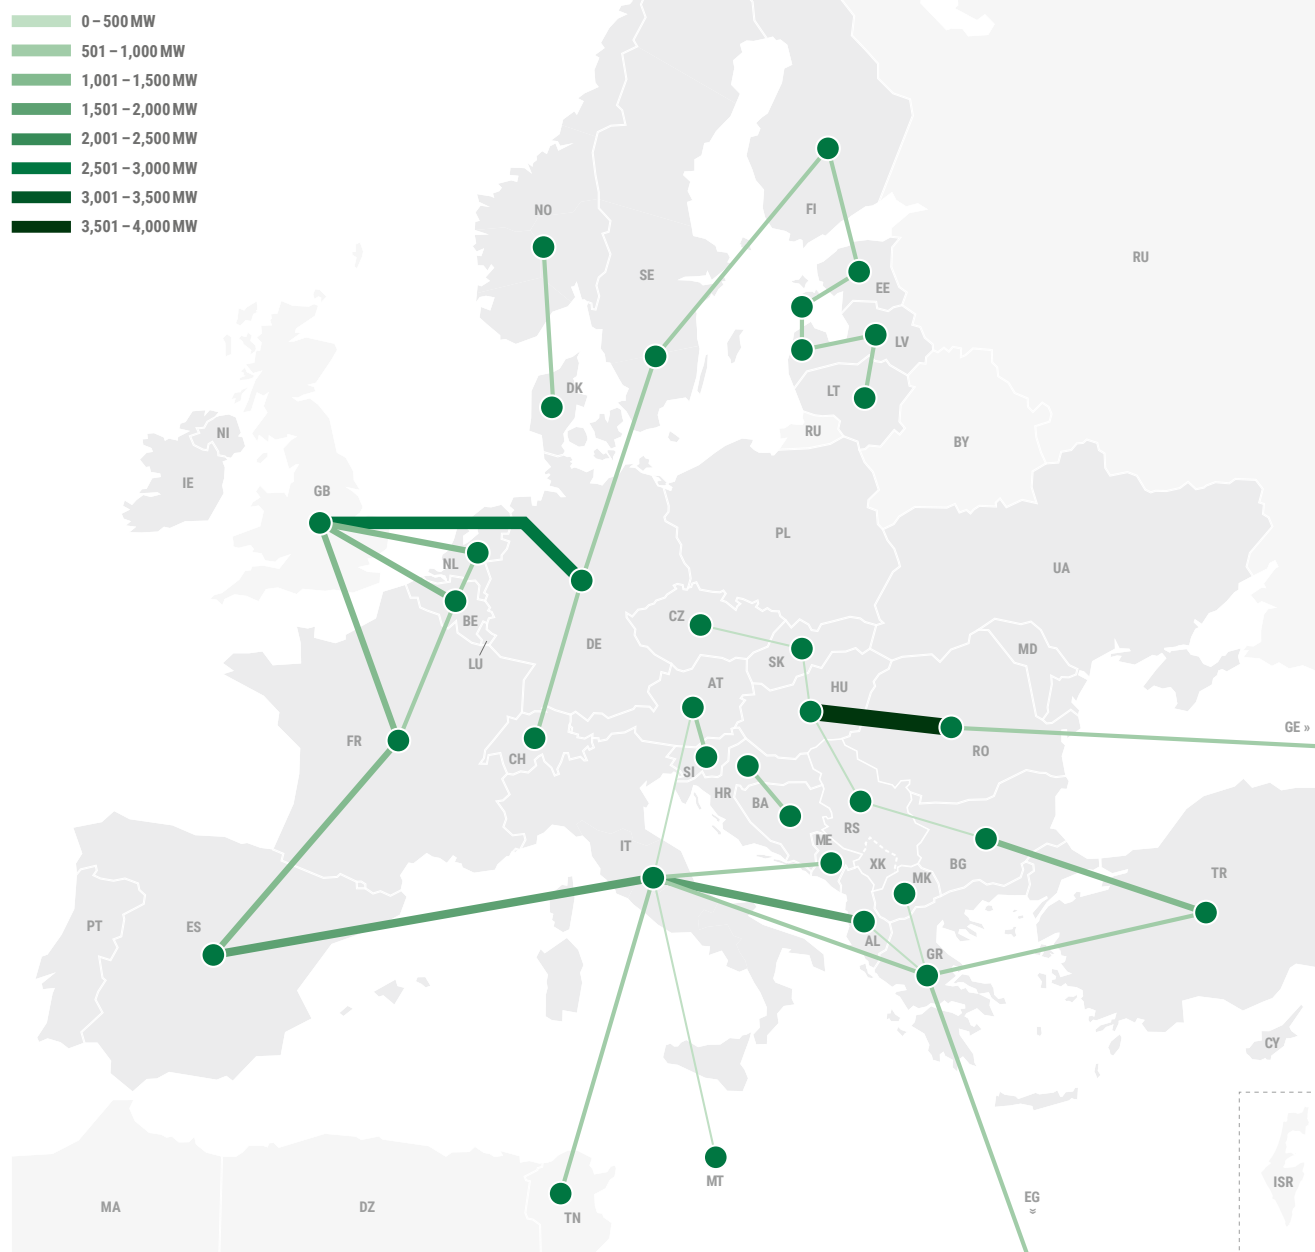 0 – 500 MW
501 – 1,000 MW
1,001 – 1,500 MW
1,501 – 2,000 MW
2,001 – 2,500 MW
2,501 – 3,000 MW
3,001 – 3,500 MW
3,501 – 4,000 MW
NO
FI
RU
SE
EE
LV
DK
LT
RU
NI
BY
IE
GB
PL
NL
UA
CZ
BE
DE
MD
LU
SK
AT
HU
GE »
FR
CH
RO
SI
HR
BA
RS
ME
IT
XK
BG
TR
MK
ES
PT
AL
GR
CY
MT
ISR
EG
»
MA
DZ
TN